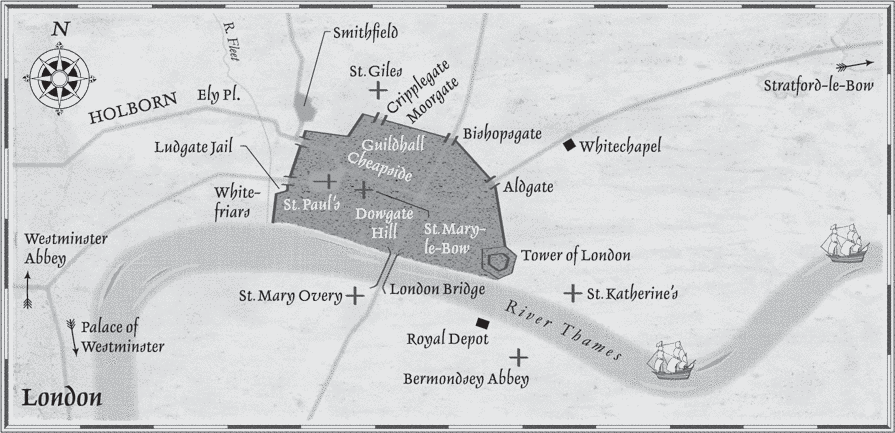 N
R. Fleet
Smithfield
St. Giles
Cripplegate
Moorgate
Stratford-le-Bow
Ely Pl.
HOLBORN
Bishopsgate
Whitechapel
Ludgate Jail
Guildhall
Cheapside
Aldgate
White-
friars
St. Paul's
Dowgate
Hill
St. Mary-
le-Bow
Westminster
Abbey
Tower of London
St. Mary Overy
London Bridge
St. Katherine's
River Thames
Palace of
Westminster
Royal Depot
Bermondsey Abbey
London